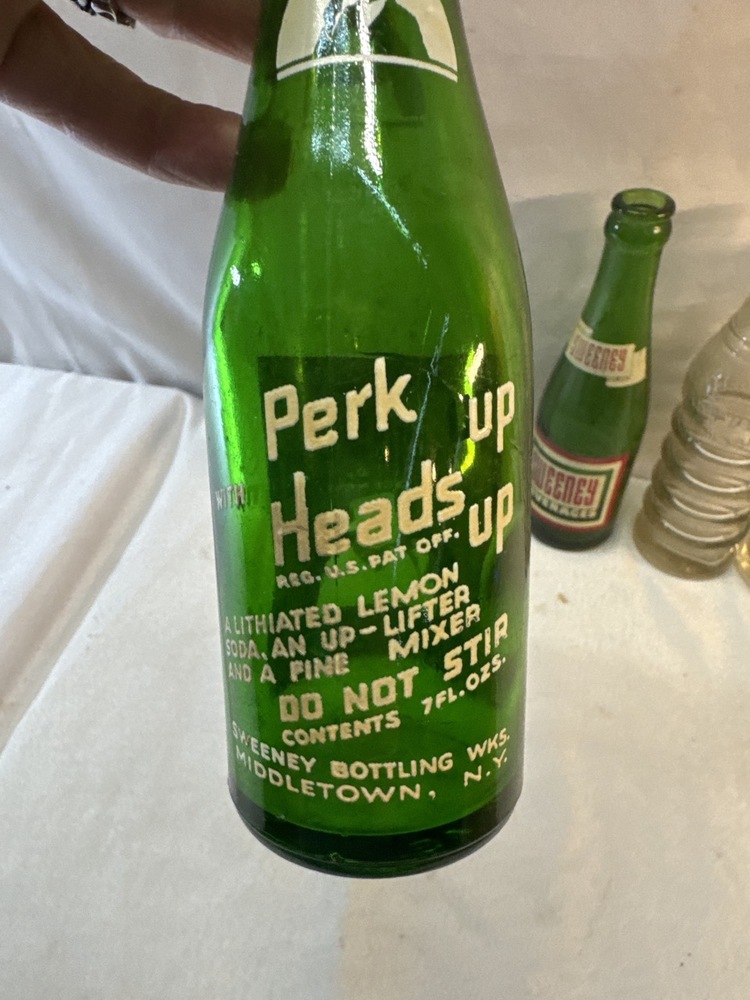 Perk up
WITH
Heads up
REG. U.S. PAT OFF.
A LITHIATED LEMON
SODA, AN UP-LIFTER
AND A FINE MIXER
DO NOT STIR
CONTENTS 7 FL. OZS.
SWEENEY BOTTLING WKS.
MIDDLETOWN, N.Y.
SWEENEY
SWEENEY
BEVERAGES